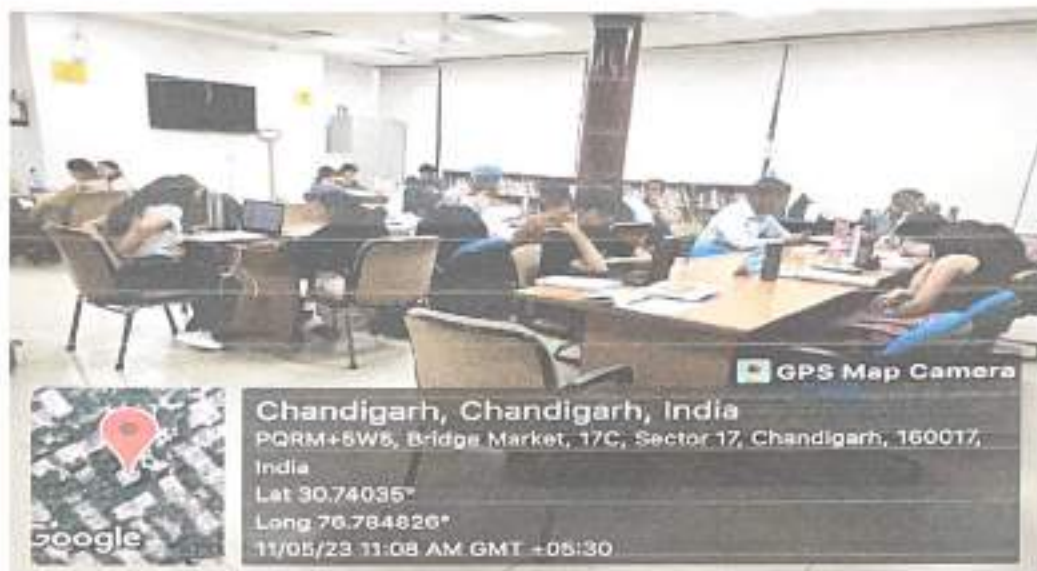 GPS Map Camera
Chandigarh, Chandigarh, India
PQRM+5W5, Bridge Market, 17C, Sector 17, Chandigarh, 160017,
India
Lat 30.74035°
Long 76.784826°
11/05/23 11:08 AM GMT +05:30
Google